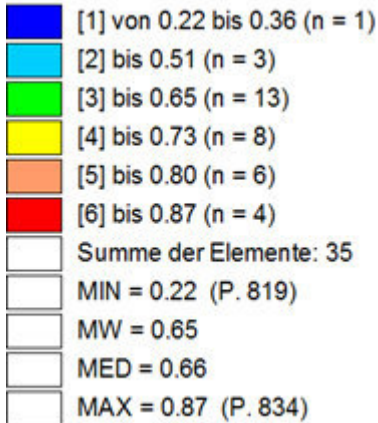 [1] von 0.22 bis 0.36 (n = 1)
[2] bis 0.51 (n = 3)
[3] bis 0.65 (n = 13)
[4] bis 0.73 (n = 8)
[5] bis 0.80 (n = 6)
[6] bis 0.87 (n = 4)
Summe der Elemente: 35
MIN = 0.22 (P. 819)
MW = 0.65
MED = 0.66
MAX = 0.87 (P. 834)